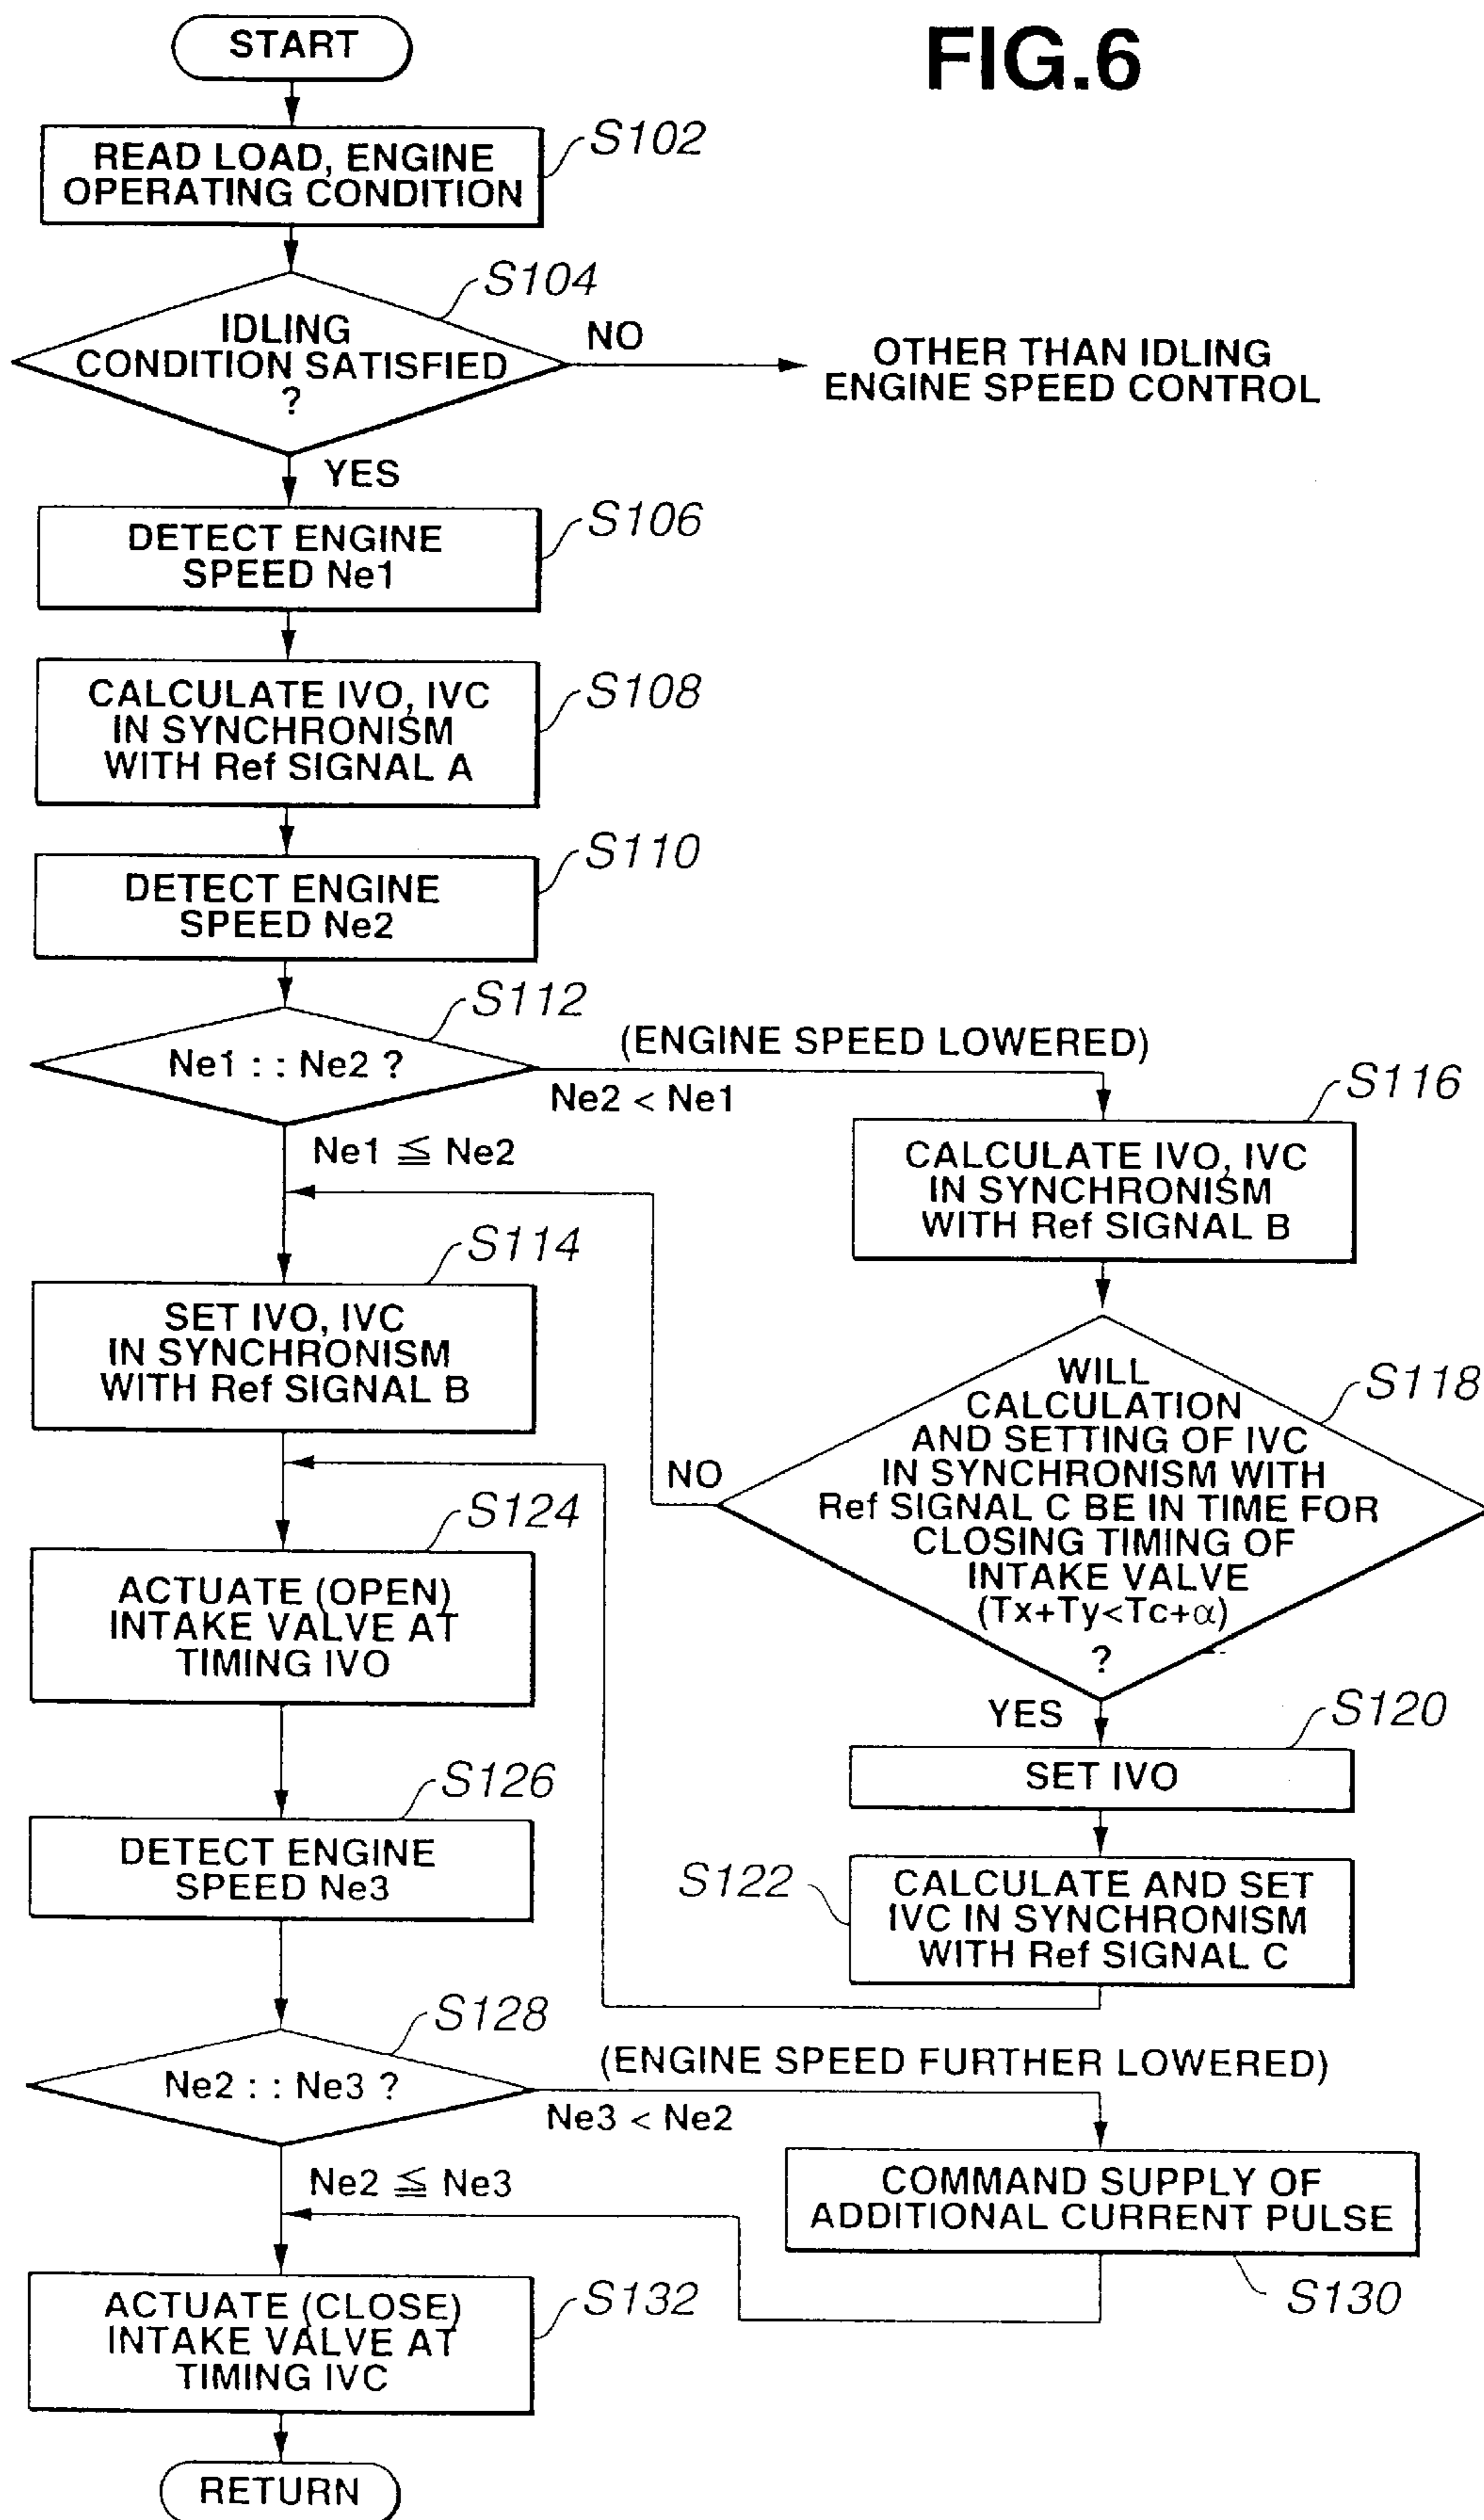 FIG.6
START
S102
READ LOAD, ENGINE
OPERATING CONDITION
S104
IDLING
CONDITION SATISFIED
?
NO
OTHER THAN IDLING
ENGINE SPEED CONTROL
YES
S106
DETECT ENGINE
SPEED Ne1
S108
CALCULATE IVO, IVC
IN SYNCHRONISM
WITH Ref SIGNAL A
S110
DETECT ENGINE
SPEED Ne2
S112
Ne1 : : Ne2 ?
(ENGINE SPEED LOWERED)
Ne2 < Ne1
Ne1 ≦ Ne2
S116
CALCULATE IVO, IVC
IN SYNCHRONISM
WITH Ref SIGNAL B
S114
SET IVO, IVC
IN SYNCHRONISM
WITH Ref SIGNAL B
S118
WILL
CALCULATION
AND SETTING OF IVC
IN SYNCHRONISM WITH
Ref SIGNAL C BE IN TIME FOR
CLOSING TIMING OF
INTAKE VALVE
(Tx+Ty<Tc+α)
?
NO
YES
S120
SET IVO
S122
CALCULATE AND SET
IVC IN SYNCHRONISM
WITH Ref SIGNAL C
S124
ACTUATE (OPEN)
INTAKE VALVE AT
TIMING IVO
S126
DETECT ENGINE
SPEED Ne3
S128
Ne2 : : Ne3 ?
(ENGINE SPEED FURTHER LOWERED)
Ne3 < Ne2
Ne2 ≦ Ne3
COMMAND SUPPLY OF
ADDITIONAL CURRENT PULSE
S130
S132
ACTUATE (CLOSE)
INTAKE VALVE AT
TIMING IVC
RETURN